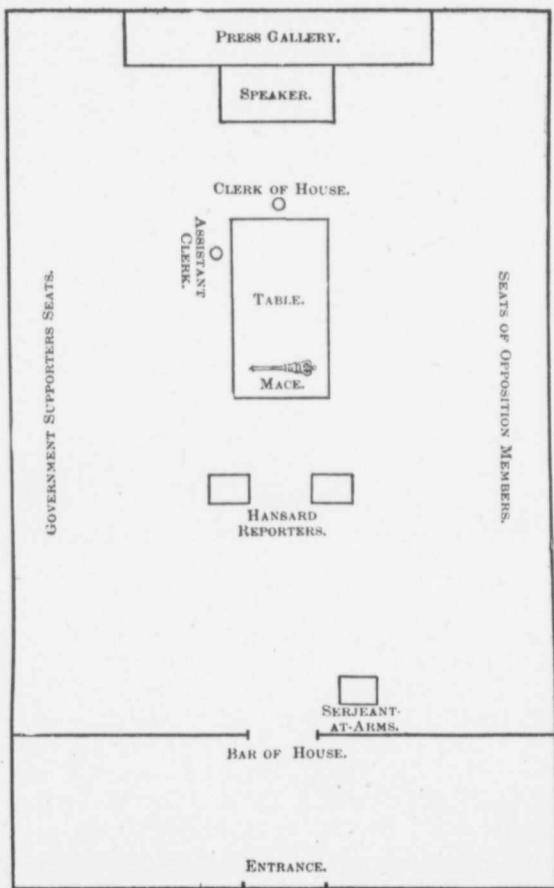 PRESS GALLERY.
SPEAKER.
CLERK OF HOUSE.
ASSISTANT
CLERK.
TABLE.
MACE.
GOVERNMENT SUPPORTERS SEATS.
SEATS OF OPPOSITION MEMBERS.
HANSARD
REPORTERS.
SERJEANT-
AT-ARMS.
BAR OF HOUSE.
ENTRANCE.